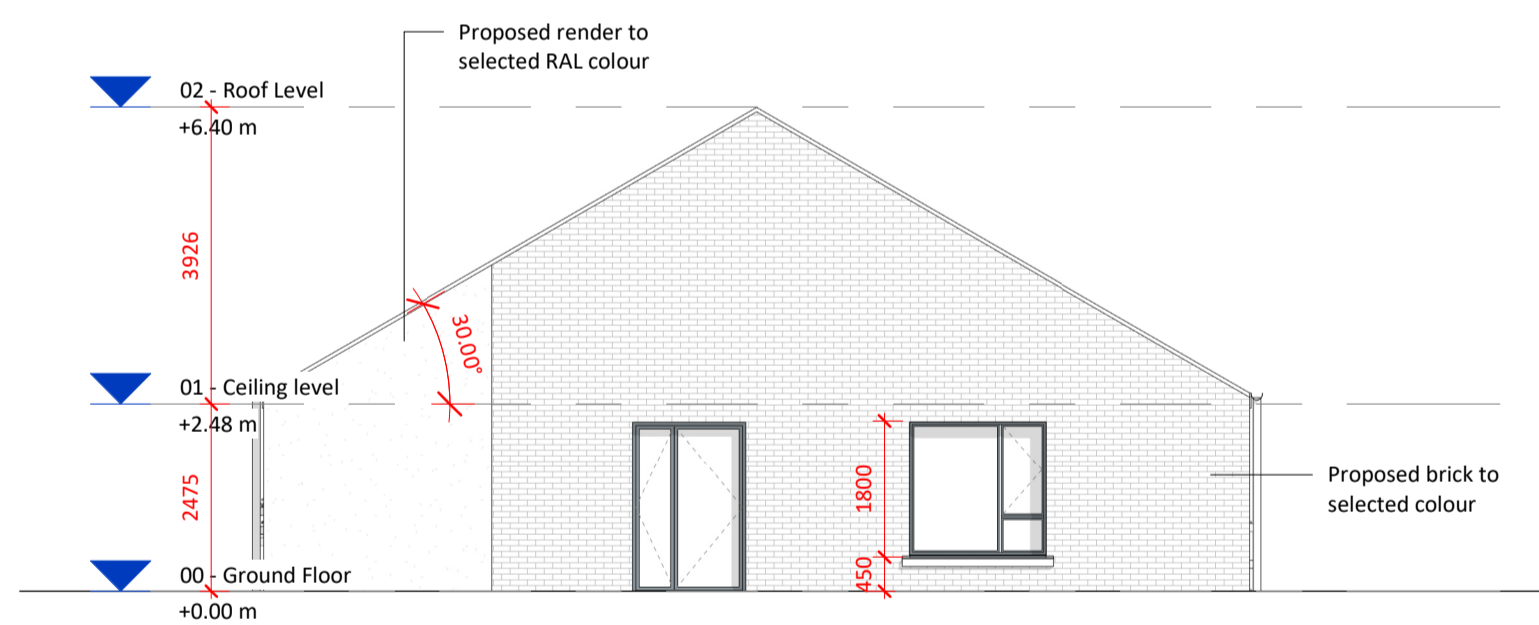 Proposed render to
selected RAL colour
02 - Roof Level
+6.40 m
3926
30.00°
01 - Ceiling level
+2.48 m
2475
1800
450
Proposed brick to
selected colour
00 - Ground Floor
+0.00 m